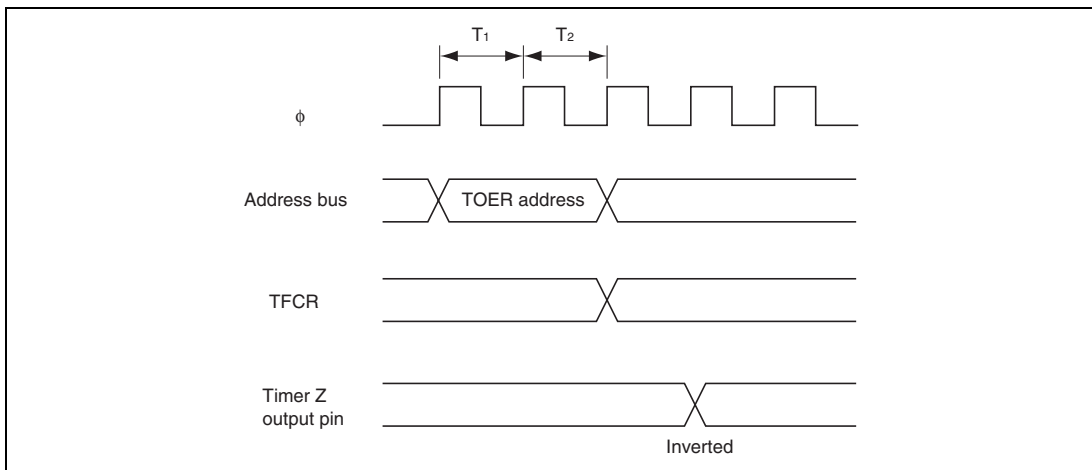 T1
T2
ϕ
Address bus
TOER address
TFCR
Timer Z
output pin
Inverted